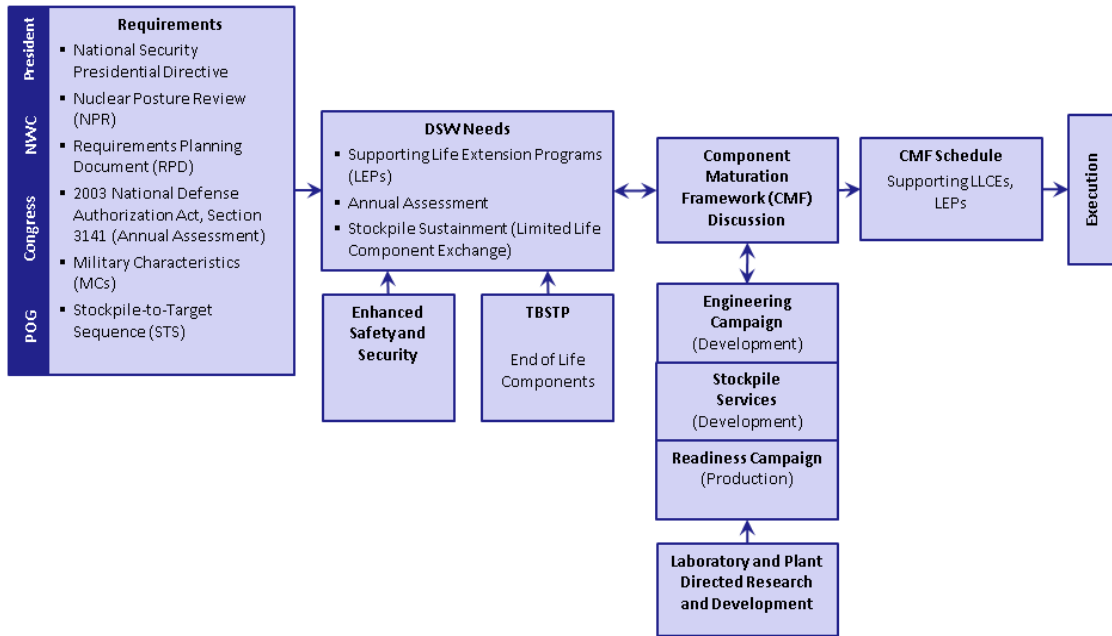 President
NWC
Congress
POG
Requirements
▪ National Security
Presidential Directive
▪ Nuclear Posture Review
(NPR)
▪ Requirements Planning
Document (RPD)
▪ 2003 National Defense
Authorization Act, Section
3141 (Annual Assessment)
▪ Military Characteristics
(MCs)
▪ Stockpile-to-Target
Sequence (STS)
DSW Needs
▪ Supporting Life Extension Programs
(LEPs)
▪ Annual Assessment
▪ Stockpile Sustainment (Limited Life
Component Exchange)
Enhanced
Safety and
Security
TBSTP
End of Life
Components
Component
Maturation
Framework (CMF)
Discussion
Engineering
Campaign
(Development)
Stockpile
Services
(Development)
Readiness Campaign
(Production)
Laboratory and Plant
Directed Research
and Development
CMF Schedule
Supporting LLCEs,
LEPs
Execution